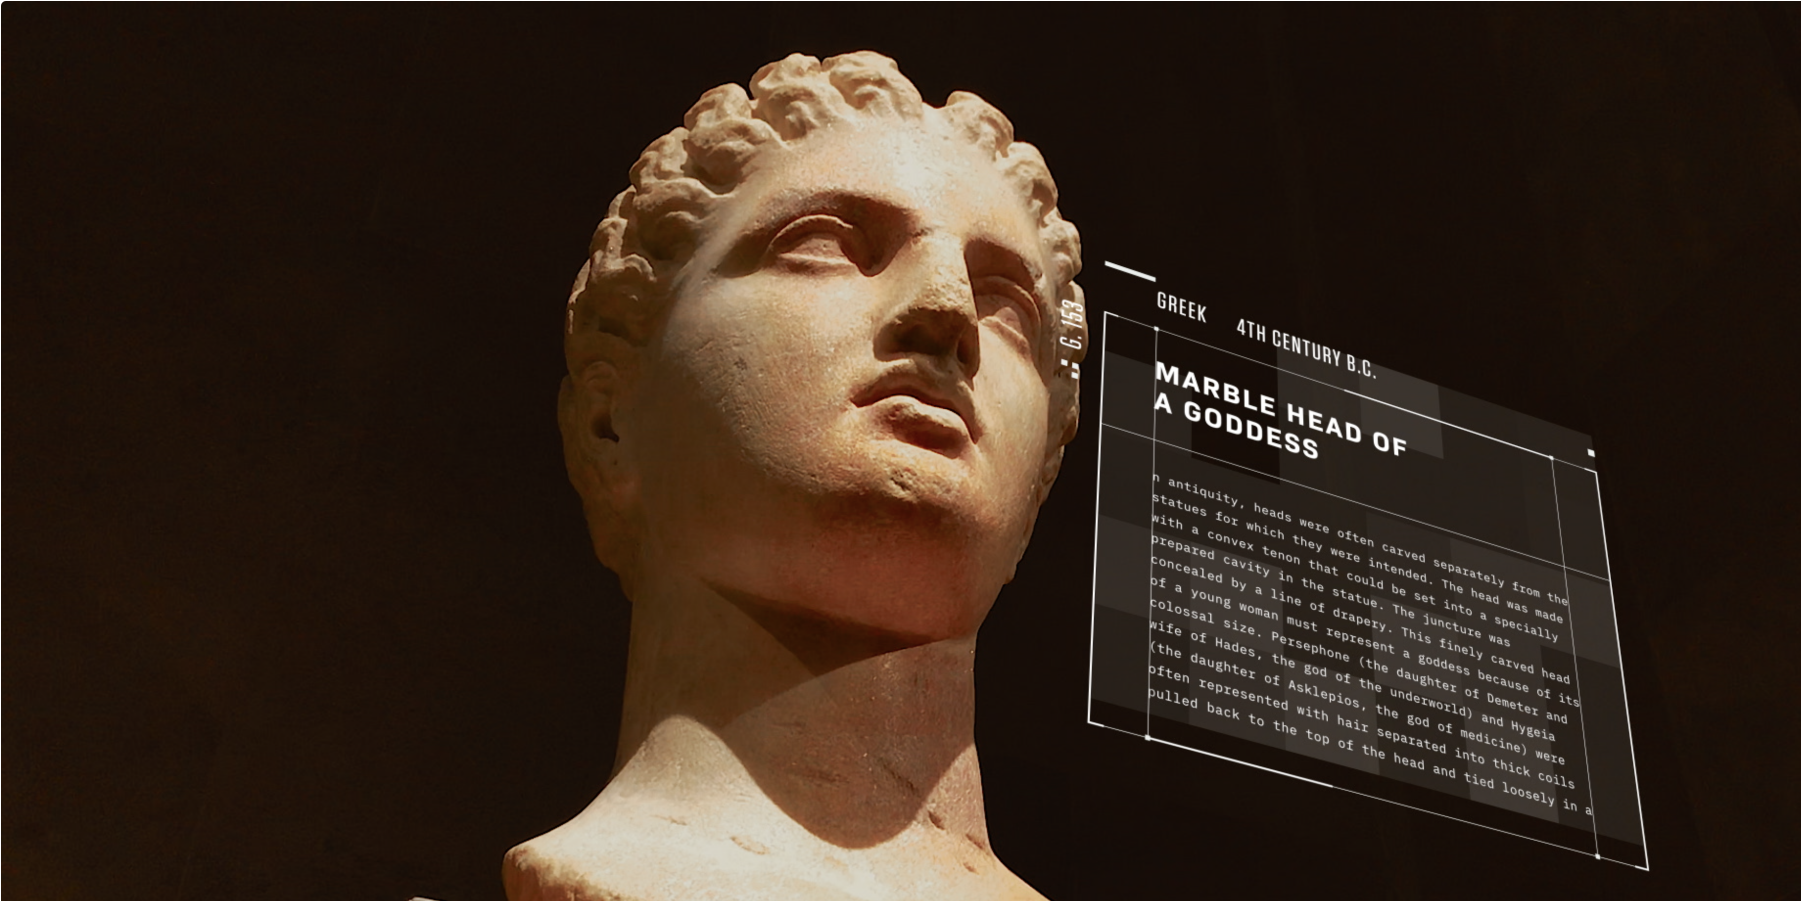 G. 153
GREEK 4TH CENTURY B.C.
MARBLE HEAD OF
A GODDESS
n antiquity, heads were often carved separately from the
statues for which they were intended. The head was made
with a convex tenon that could be set into a specially
prepared cavity in the statue. The juncture was
concealed by a line of drapery. This finely carved head
of a young woman must represent a goddess because of its
colossal size. Persephone (the daughter of Demeter and
wife of Hades, the god of the underworld) and Hygeia
(the daughter of Asklepios, the god of medicine) were
often represented with hair separated into thick coils
pulled back to the top of the head and tied loosely in a